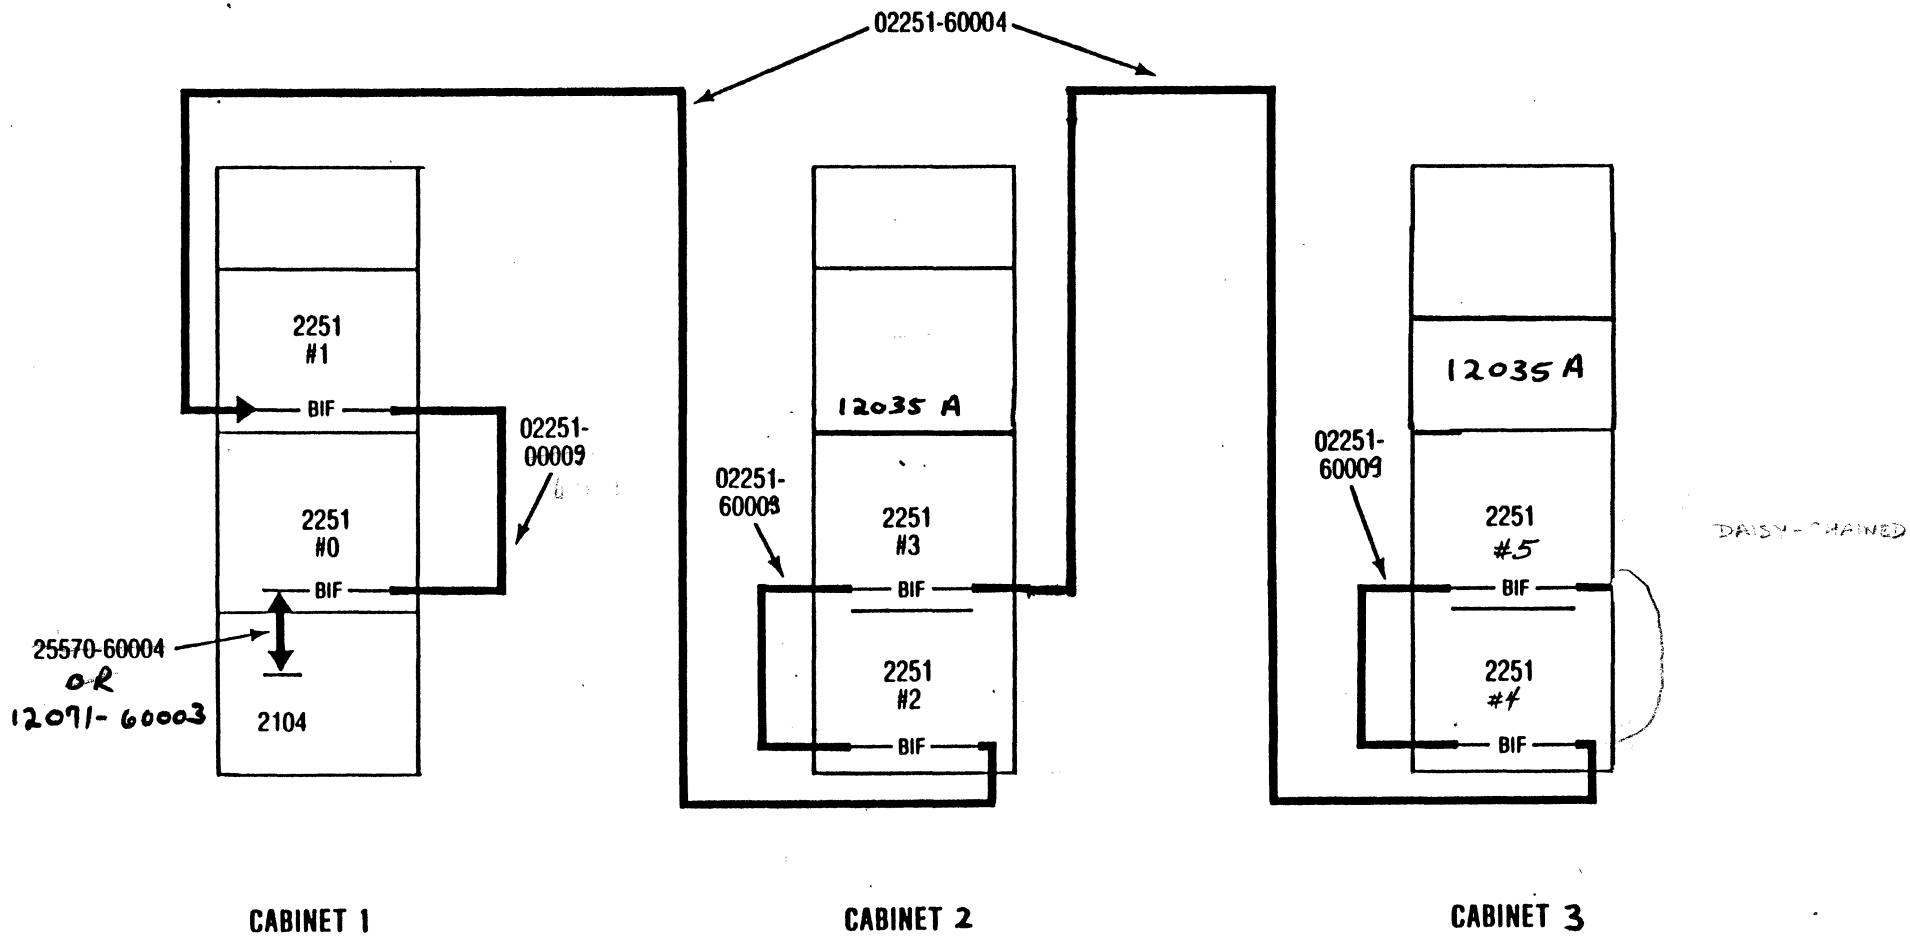 02251-60004
2251
#1
BIF
02251-
00009
2251
#0
BIF
25570-60004
OR
12071-60003
2104
12035 A
02251-
60009
2251
#3
BIF
2251
#2
BIF
12035 A
02251-
60009
2251
#5
BIF
2251
#4
BIF
CABINET 1
CABINET 2
CABINET 3